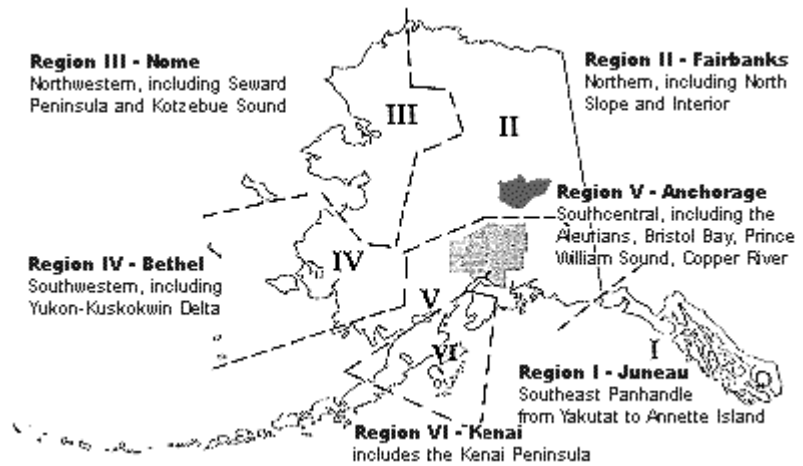 Region III - Nome
Northwestern, including Seward
Peninsula and Kotzebue Sound
Region II - Fairbanks
Northern, including North
Slope and Interior
III
II
Region V - Anchorage
Southcentral, including the
Aleutians, Bristol Bay, Prince
William Sound, Copper River
Region IV - Bethel
Southwestern, including
Yukon-Kuskokwin Delta
IV
V
VI
I
Region I - Juneau
Southeast Panhandle
from Yakutat to Annette Island
Region VI - Kenai
includes the Kenai Peninsula